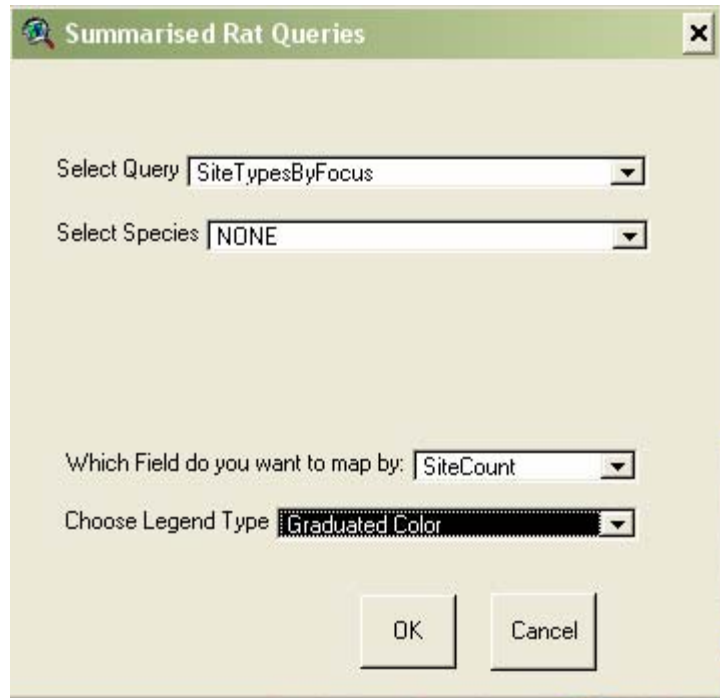 Summarised Rat Queries
Select Query SiteTypesByFocus
Select Species NONE
Which Field do you want to map by: SiteCount
Choose Legend Type Graduated Color
OK Cancel